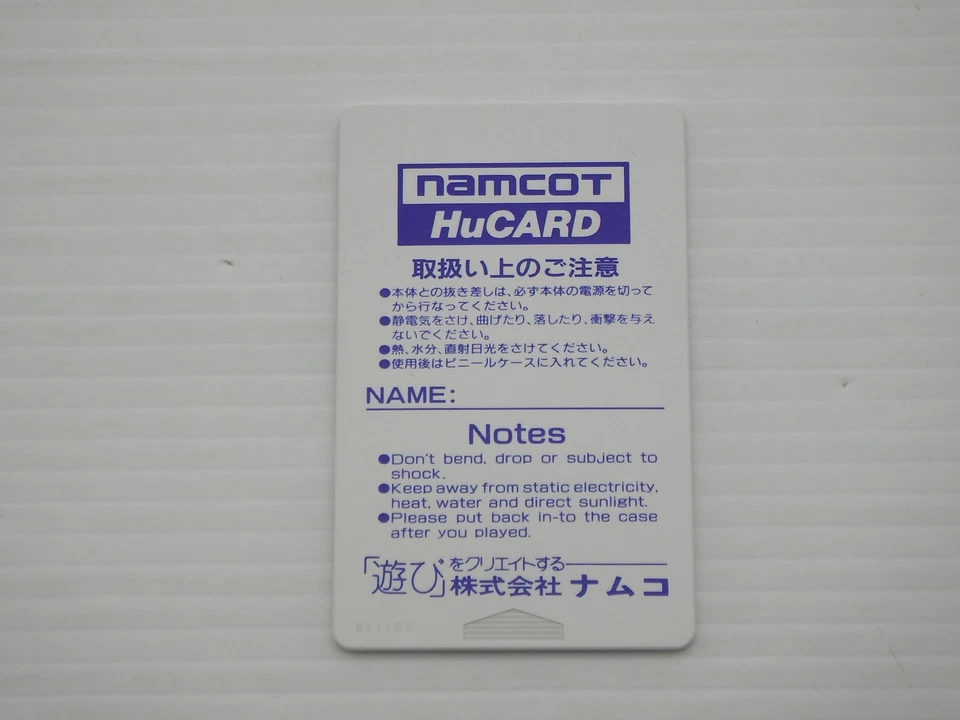 namcot
HuCARD
取扱い上のご注意
●本体との抜き差しは、必ず本体の電源を切って
から行なってください。
●静電気をさけ、曲げたり、落したり、衝撃を与え
ないでください。
●熱、水分、直射日光をさけてください。
●使用後はビニールケースに入れてください。
NAME:
Notes
●Don't bend, drop or subject to
shock.
●Keep away from static electricity,
heat, water and direct sunlight.
●Please put back in-to the case
after you played.
「遊び」をクリエイトする
株式会社 ナムコ